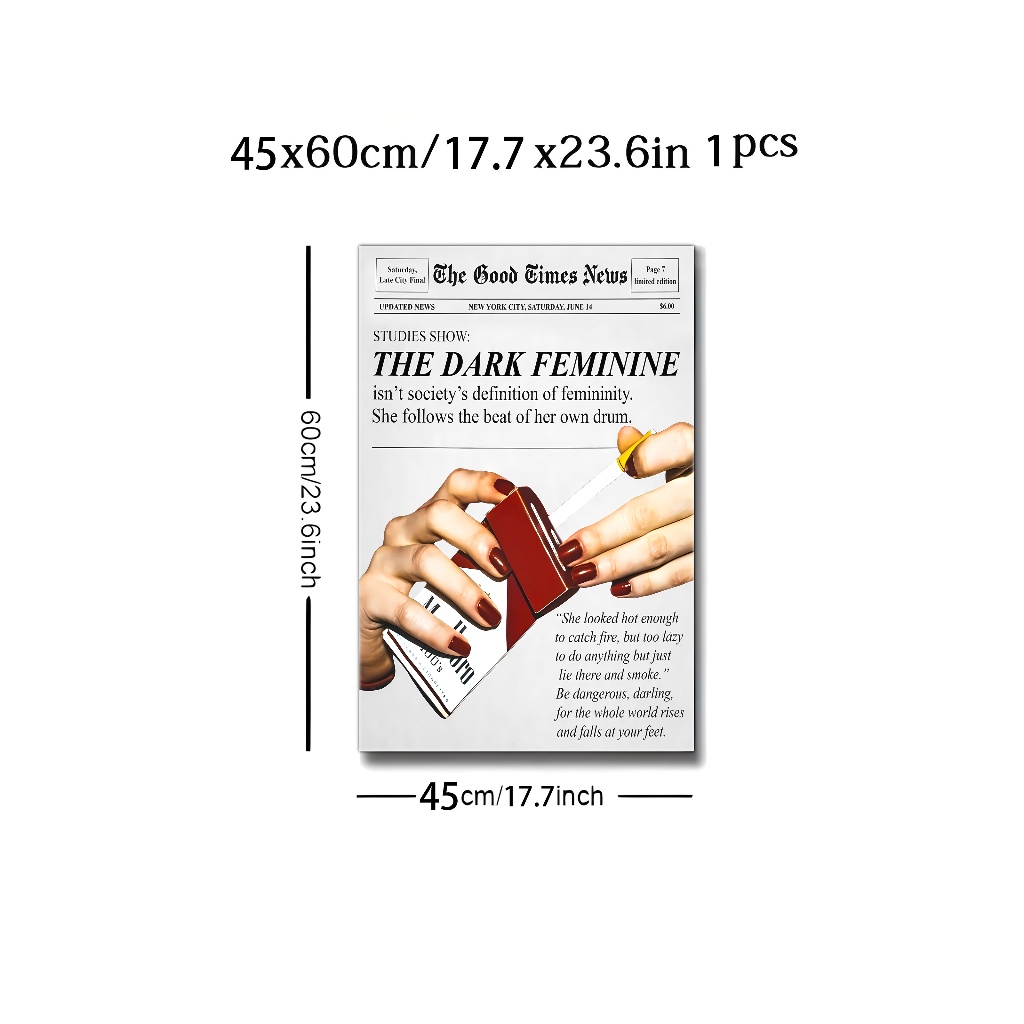 45x60cm/17.7 x23.6in 1pcs
60cm/23.6inch
Saturday,
Late City Final
The Good Times News
Page 7
limited edition
UPDATED NEWS
NEW YORK CITY, SATURDAY, JUNE 14
$6.00
STUDIES SHOW:
THE DARK FEMININE
isn't society's definition of femininity.
She follows the beat of her own drum.
100's
"She looked hot enough
to catch fire, but too lazy
to do anything but just
lie there and smoke."
Be dangerous, darling,
for the whole world rises
and falls at your feet.
45cm/17.7inch